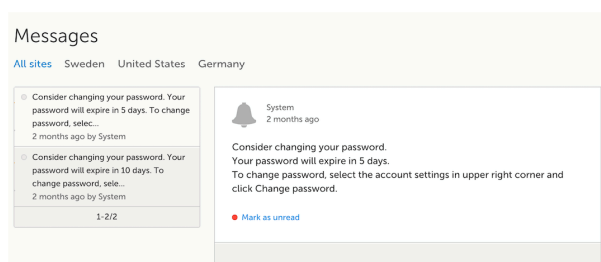 Messages
All sites Sweden United States Germany
Consider changing your password. Your
password will expire in 5 days. To change
password, selec...
2 months ago by System
Consider changing your password. Your
password will expire in 10 days. To
change password, sele...
2 months ago by System
1-2/2
System
2 months ago
Consider changing your password.
Your password will expire in 5 days.
To change password, select the account settings in upper right corner and
click Change password.
Mark as unread